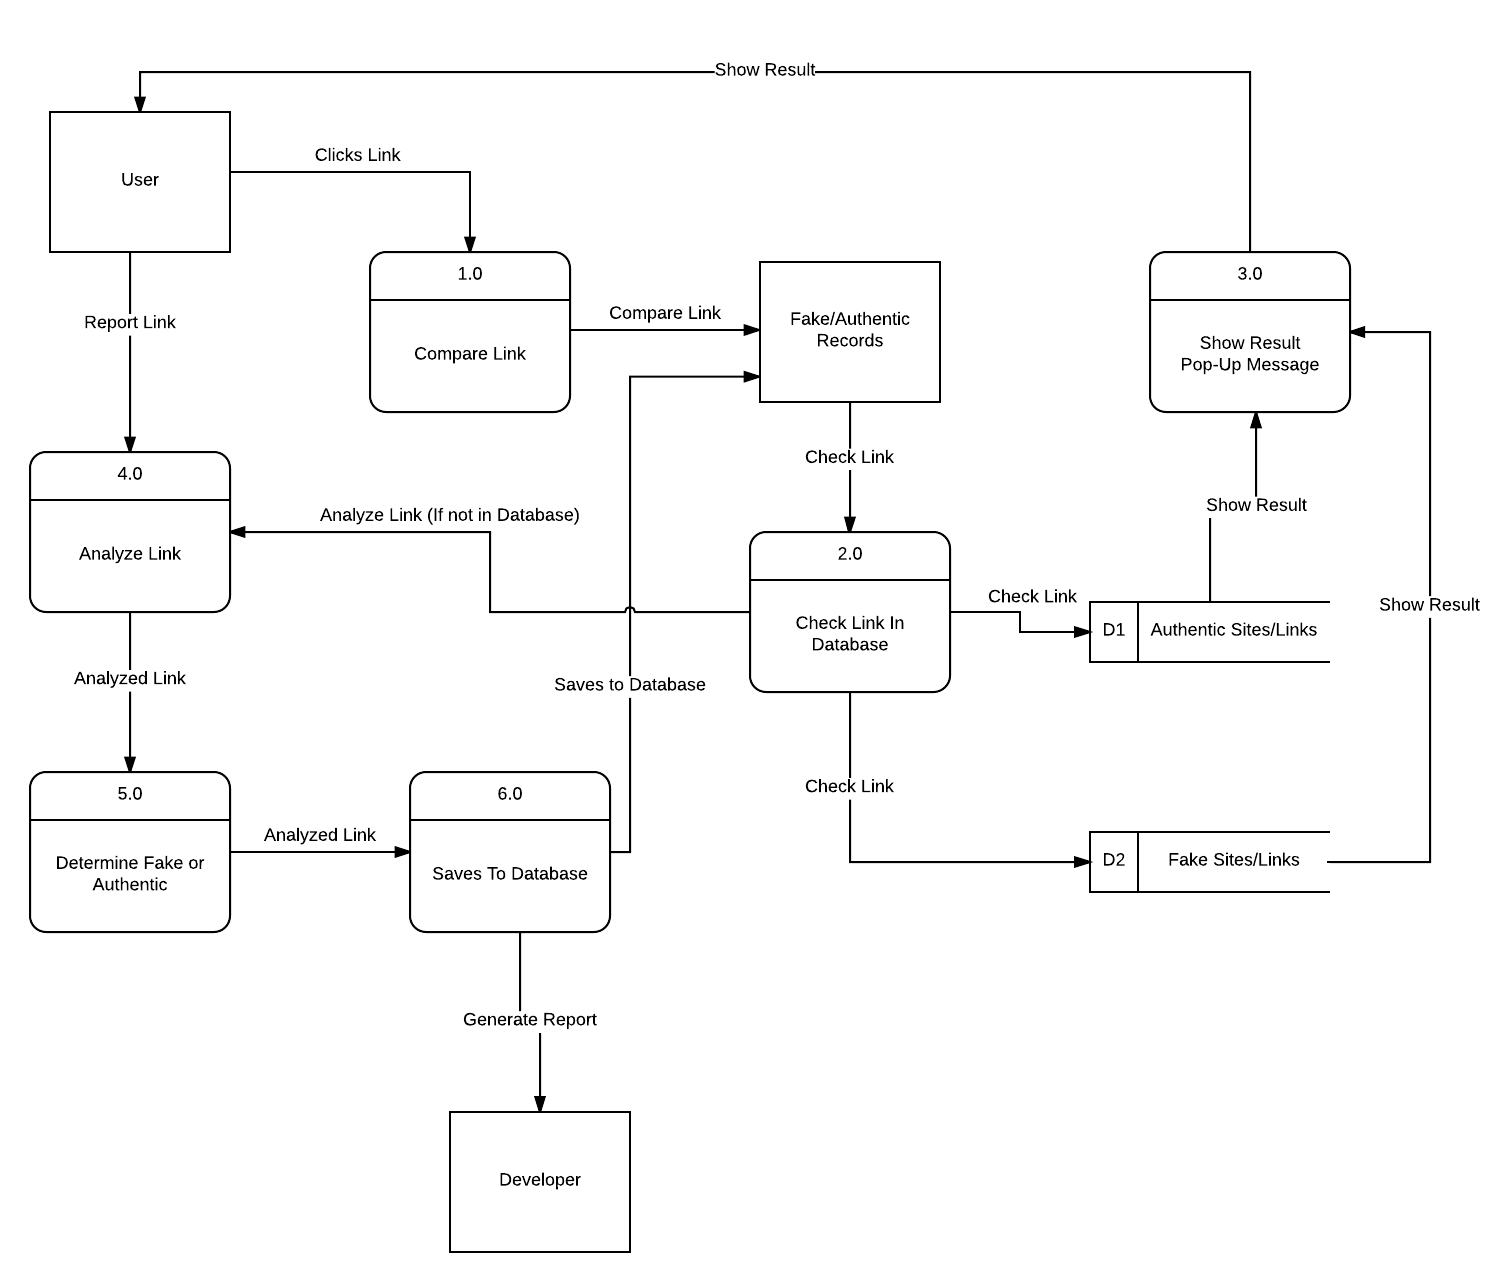 Show Result
User
Clicks Link
Report Link
1.0
Compare Link
Compare Link
Fake/Authentic
Records
3.0
Show Result
Pop-Up Message
Check Link
4.0
Analyze Link
Analyze Link (If not in Database)
2.0
Check Link In
Database
Check Link
Show Result
D1
Authentic Sites/Links
Show Result
Analyzed Link
Saves to Database
Check Link
5.0
Determine Fake or
Authentic
Analyzed Link
6.0
Saves To Database
D2
Fake Sites/Links
Generate Report
Developer